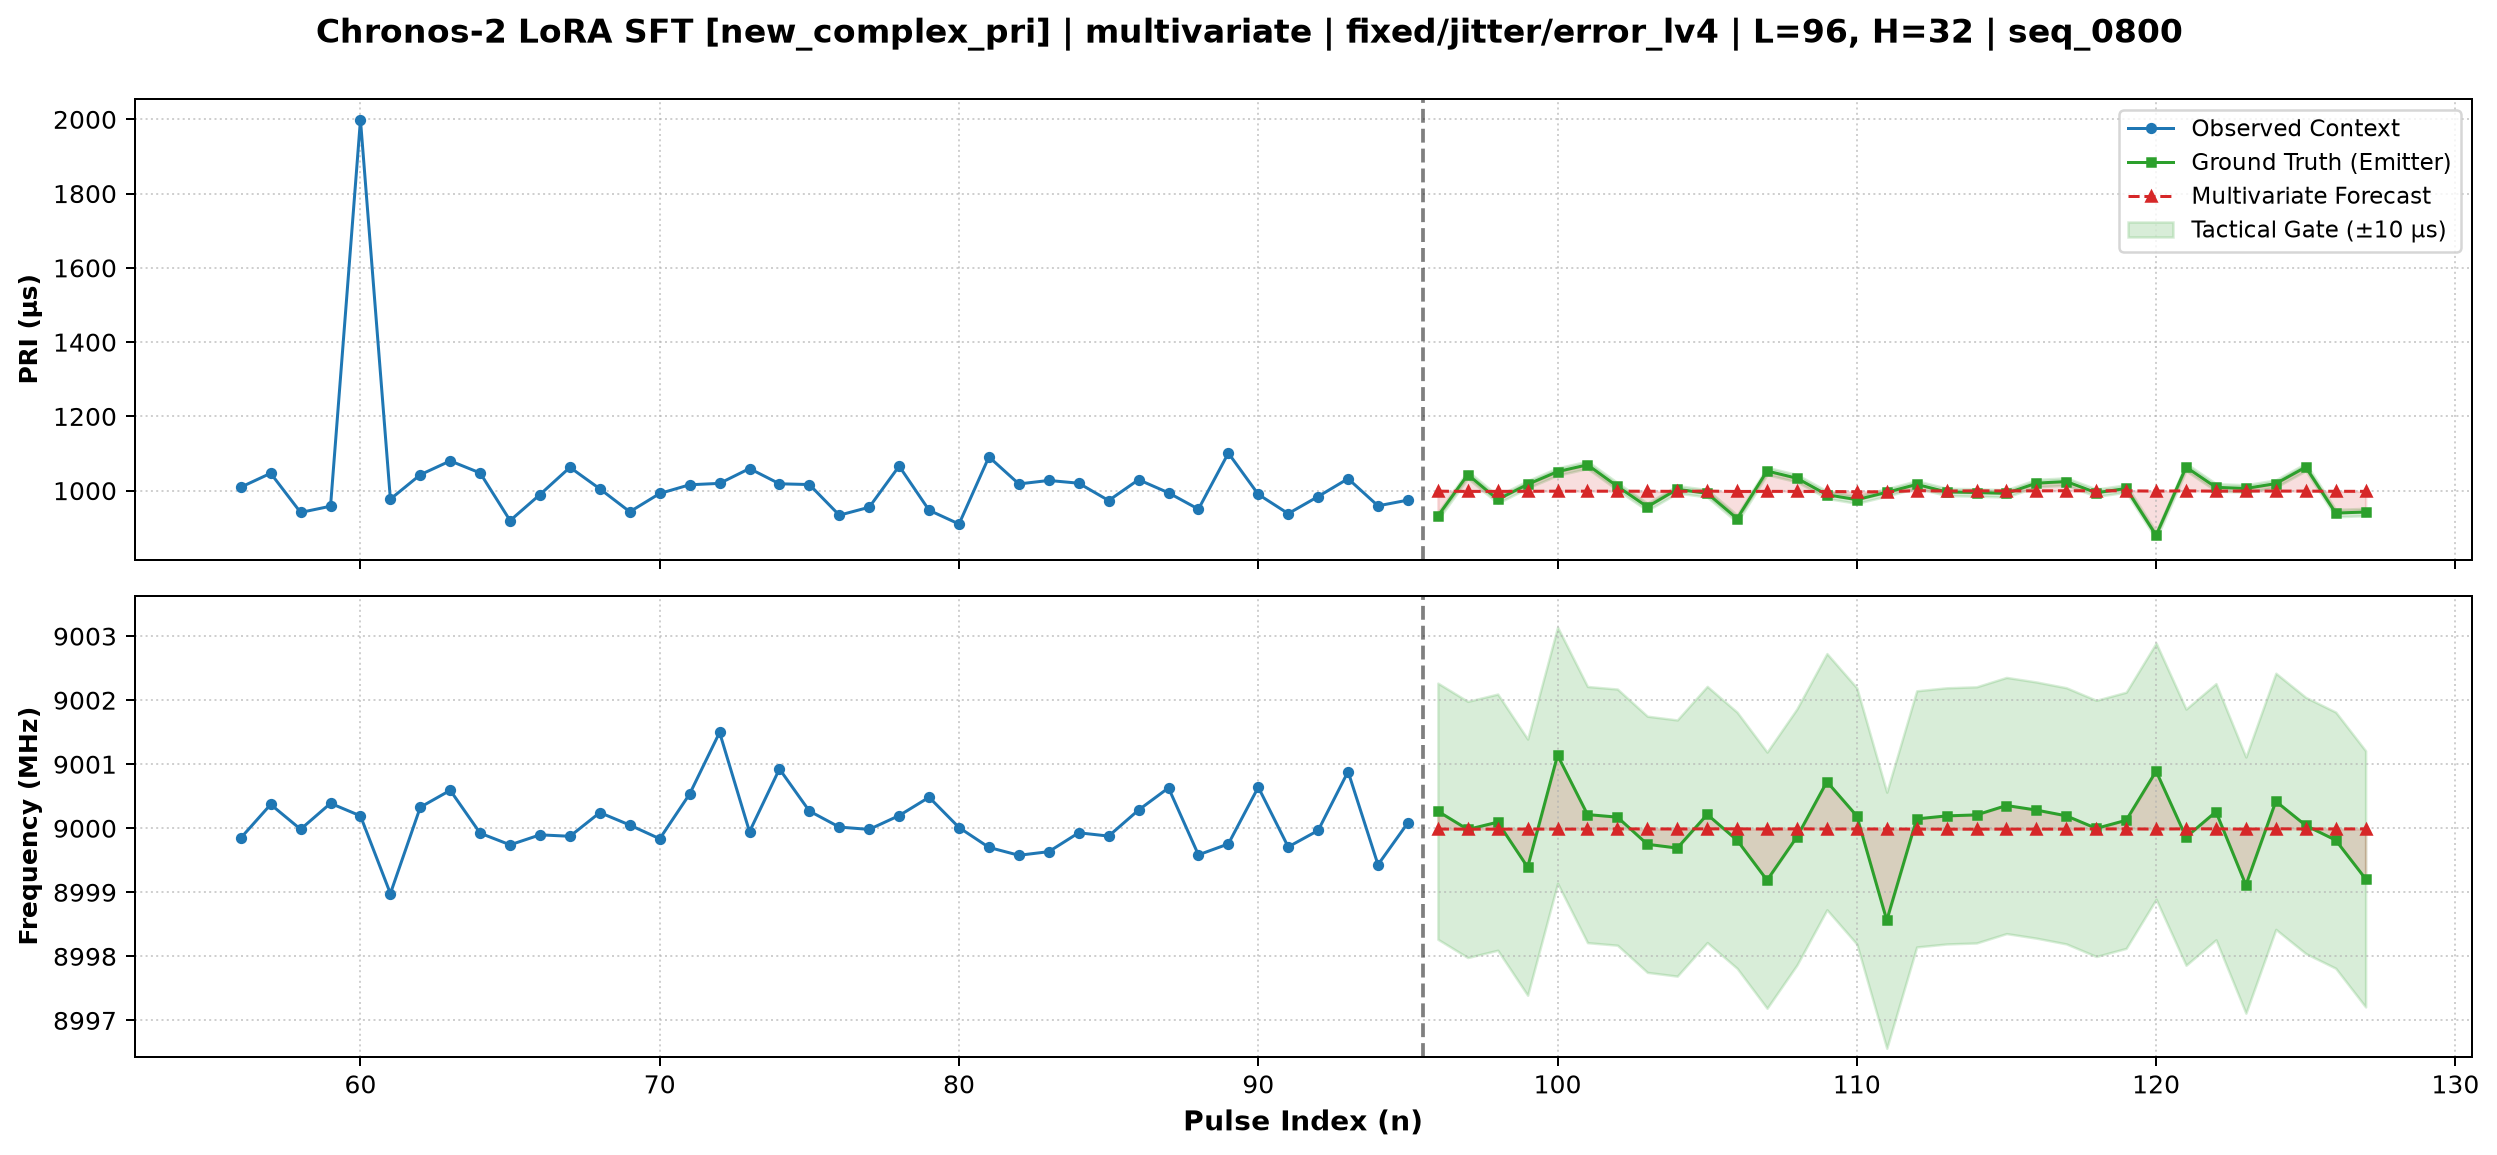 Chronos-2 LoRA SFT [new_complex_pri] | multivariate | fixed/jitter/error_lv4 | L=96, H=32 | seq_0800
2000
1800
1600
1400
1200
1000
PRI (µs)
Observed Context
Ground Truth (Emitter)
Multivariate Forecast
Tactical Gate (±10 µs)
9003
9002
9001
9000
8999
8998
8997
Frequency (MHz)
60 70 80 90 100 110 120 130
Pulse Index (n)